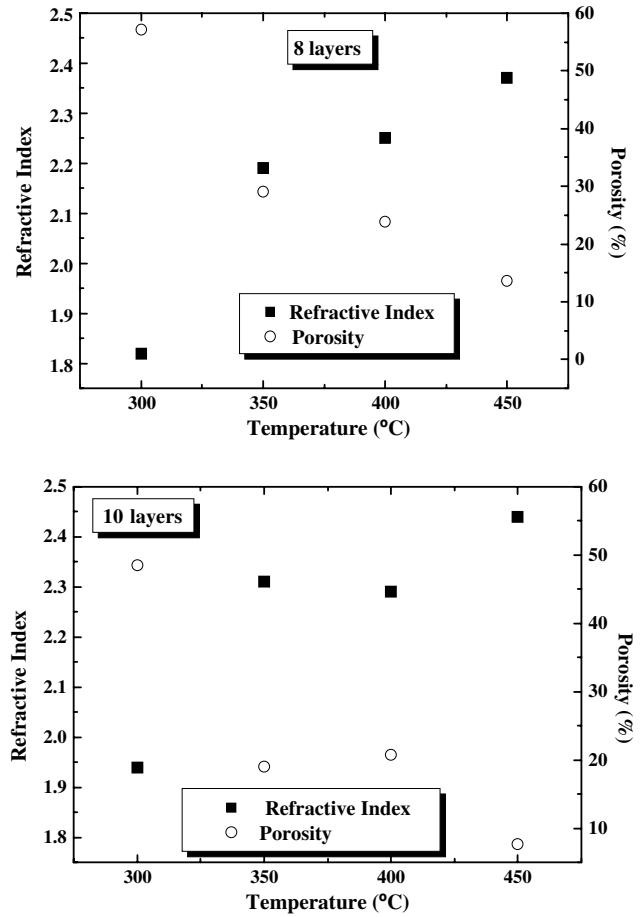 8 layers
2.5
2.4
2.3
2.2
2.1
2.0
1.9
1.8
Refractive Index
60
50
40
30
20
10
0
Porosity (%)
Refractive Index
Porosity
300 350 400 450
Temperature (°C)
10 layers
2.5
2.4
2.3
2.2
2.1
2.0
1.9
1.8
Refractive Index
60
50
40
30
20
10
Porosity (%)
Refractive Index
Porosity
300 350 400 450
Temperature (°C)